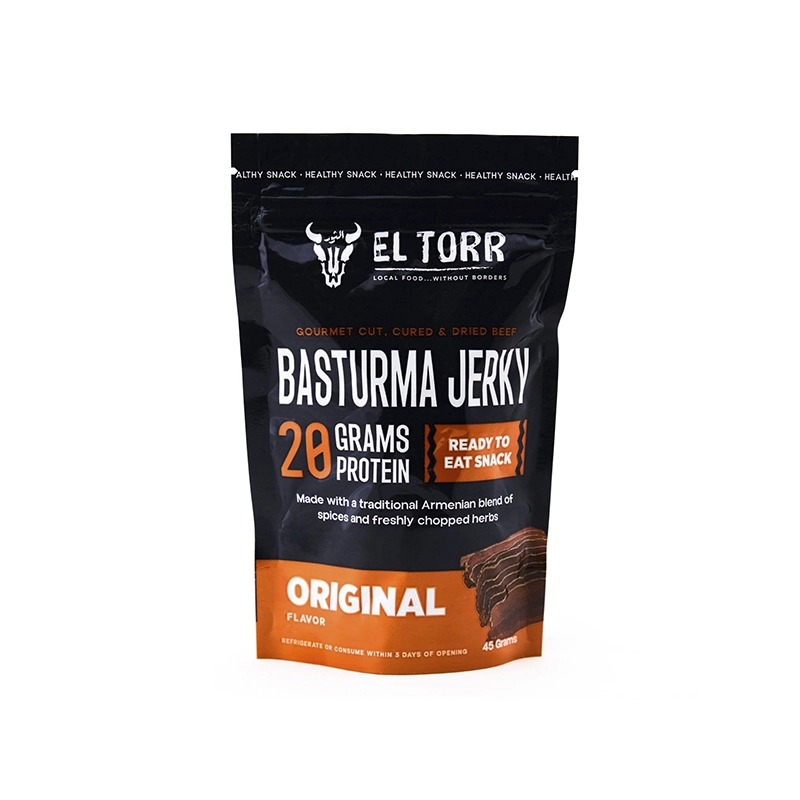 ALTHY SNACK · HEALTHY SNACK · HEALTHY SNACK · HEALTHY SNACK · HEALTH
الثور
EL TORR
LOCAL FOOD...WITHOUT BORDERS
GOURMET CUT, CURED & DRIED BEEF
BASTURMA JERKY
20 GRAMS
PROTEIN
READY TO
EAT SNACK
Made with a traditional Armenian blend of
spices and freshly chopped herbs
ORIGINAL
FLAVOR
REFRIGERATE OR CONSUME WITHIN 3 DAYS OF OPENING
45 Grams